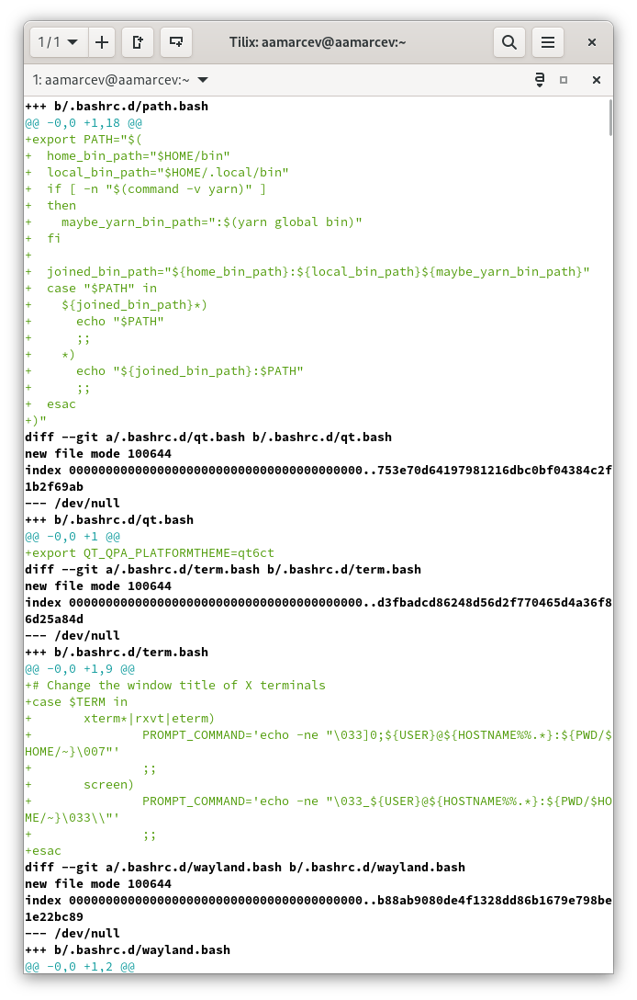 1 / 1
Tilix: aamarcev@aamarcev:~
1: aamarcev@aamarcev:~
a
+++ b/.bashrc.d/path.bash
@@ -0,0 +1,18 @@
+export PATH="$(
+  home_bin_path="$HOME/bin"
+  local_bin_path="$HOME/.local/bin"
+  if [ -n "$(command -v yarn)" ]
+  then
+    maybe_yarn_bin_path=":$(yarn global bin)"
+  fi
+
+  joined_bin_path="${home_bin_path}:${local_bin_path}${maybe_yarn_bin_path}"
+  case "$PATH" in
+    ${joined_bin_path}*)
+      echo "$PATH"
+      ;;
+    *)
+      echo "${joined_bin_path}:$PATH"
+      ;;
+  esac
+)"
diff --git a/.bashrc.d/qt.bash b/.bashrc.d/qt.bash
new file mode 100644
index 0000000000000000000000000000000000000000..753e70d64197981216dbc0bf04384c2f
1b2f69ab
--- /dev/null
+++ b/.bashrc.d/qt.bash
@@ -0,0 +1 @@
+export QT_QPA_PLATFORMTHEME=qt6ct
diff --git a/.bashrc.d/term.bash b/.bashrc.d/term.bash
new file mode 100644
index 0000000000000000000000000000000000000000..d3fbadcd86248d56d2f770465d4a36f8
6d25a84d
--- /dev/null
+++ b/.bashrc.d/term.bash
@@ -0,0 +1,9 @@
+# Change the window title of X terminals
+case $TERM in
+       xterm*|rxvt|eterm)
+               PROMPT_COMMAND='echo -ne "\033]0;${USER}@${HOSTNAME%%.*}:${PWD/$
HOME/~}\007"'
+               ;;
+       screen)
+               PROMPT_COMMAND='echo -ne "\033_${USER}@${HOSTNAME%%.*}:${PWD/$HO
ME/~}\033\\"'
+               ;;
+esac
diff --git a/.bashrc.d/wayland.bash b/.bashrc.d/wayland.bash
new file mode 100644
index 0000000000000000000000000000000000000000..b88ab9080de4f1328dd86b1679e798be
1e22bc89
--- /dev/null
+++ b/.bashrc.d/wayland.bash
@@ -0,0 +1,2 @@